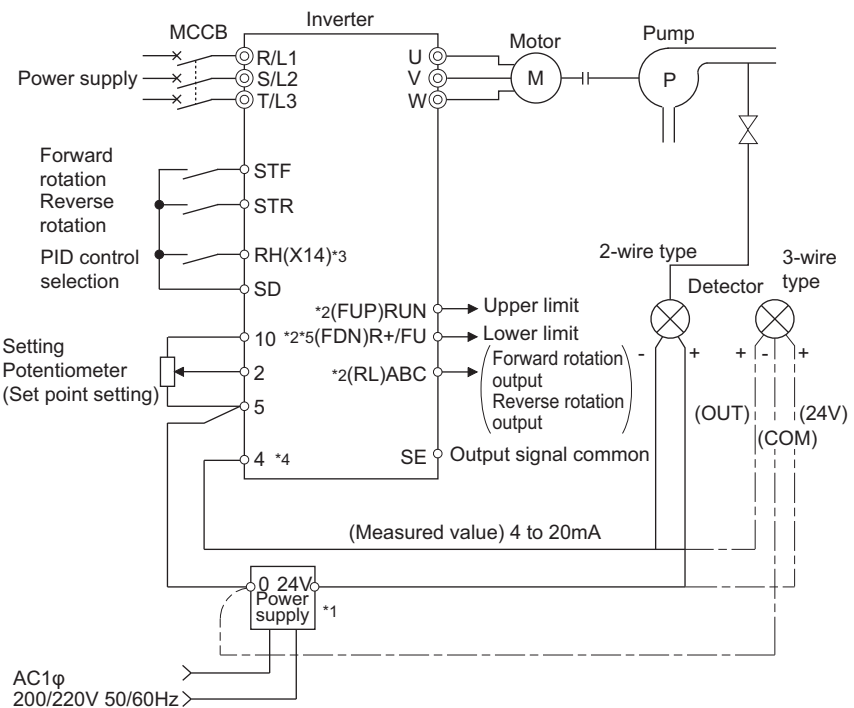 Inverter
MCCB
Motor
Pump
R/L1
S/L2
T/L3
Power supply
U
V
W
M
P
Forward
rotation
Reverse
rotation
STF
STR
PID control
selection
RH(X14)*3
SD
2-wire type
3-wire
type
Detector
*2(FUP)RUN
Upper limit
10
*2*5(FDN)R+/FU
Lower limit
Setting
Potentiometer
(Set point setting)
2
*2(RL)ABC
Forward rotation
output
Reverse rotation
output
5
- +
+ - +
(OUT)
(24V)
(COM)
4 *4
SE
Output signal common
(Measured value) 4 to 20mA
0 24V
Power
supply
*1
AC1φ
200/220V 50/60Hz